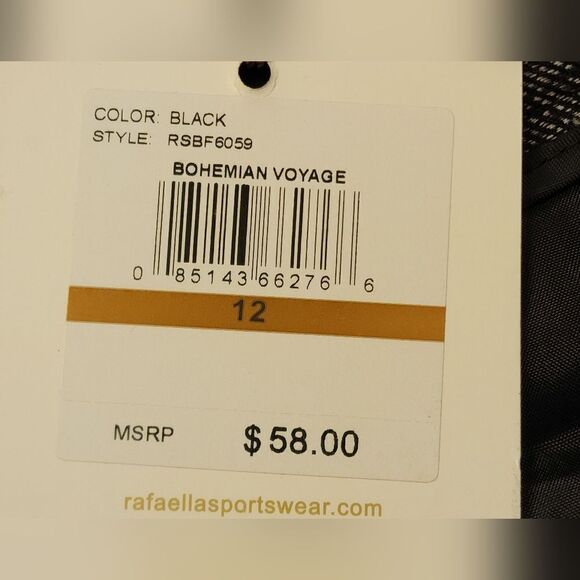 COLOR: BLACK
STYLE: RSBF6059
BOHEMIAN VOYAGE
0 85143 66276 6
12
MSRP $58.00
rafaellasportswear.com